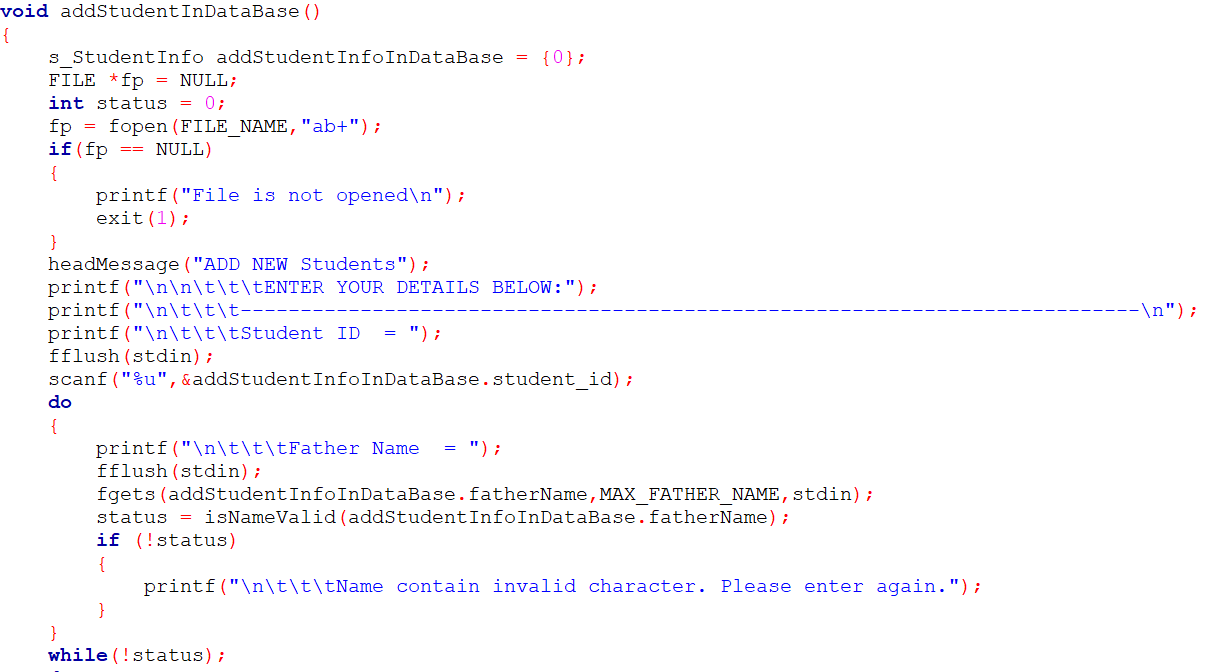 void addStudentInDataBase()
{
    s_StudentInfo addStudentInfoInDataBase = {0};
    FILE *fp = NULL;
    int status = 0;
    fp = fopen(FILE_NAME,"ab+");
    if(fp == NULL)
    {
        printf("File is not opened\n");
        exit(1);
    }
    headMessage("ADD NEW Students");
    printf("\n\n\t\t\tENTER YOUR DETAILS BELOW:");
    printf("\n\t\t\t---------------------------------------------------------------------------\n");
    printf("\n\t\t\tStudent ID  = ");
    fflush(stdin);
    scanf("%u",&addStudentInfoInDataBase.student_id);
    do
    {
        printf("\n\t\t\tFather Name  = ");
        fflush(stdin);
        fgets(addStudentInfoInDataBase.fatherName,MAX_FATHER_NAME,stdin);
        status = isNameValid(addStudentInfoInDataBase.fatherName);
        if (!status)
        {
            printf("\n\t\t\tName contain invalid character. Please enter again.");
        }
    }
    while(!status);